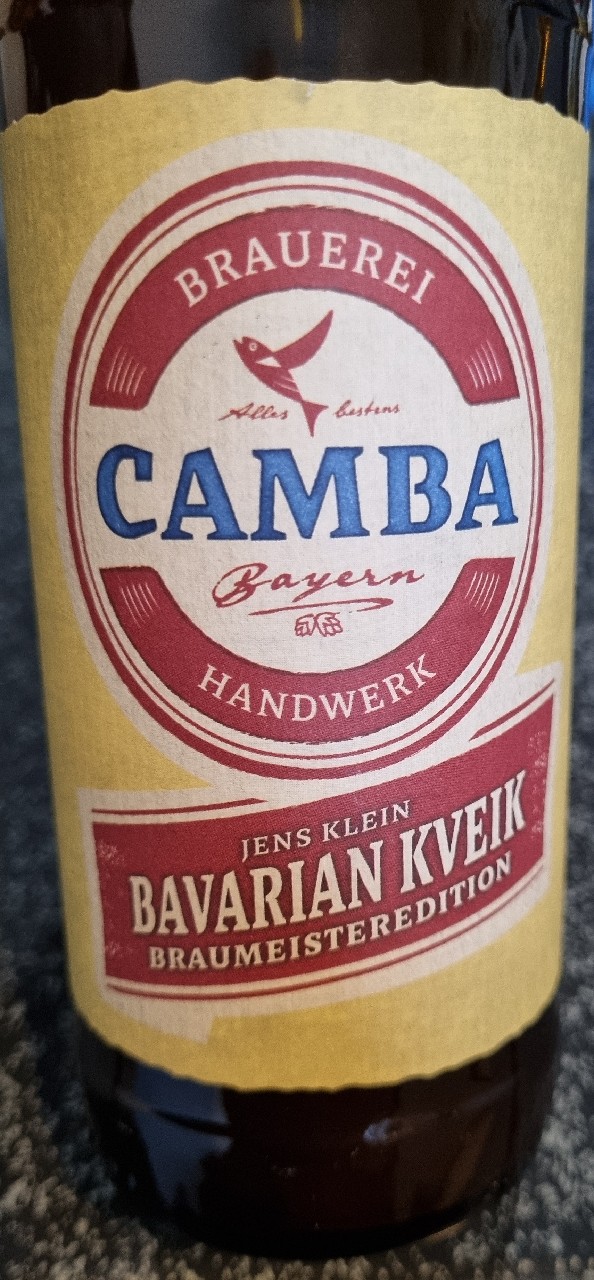 BRAUEREI
Alles bestens
CAMBA
Bayern
HANDWERK
JENS KLEIN
BAVARIAN KVEIK
BRAUMEISTEREDITION